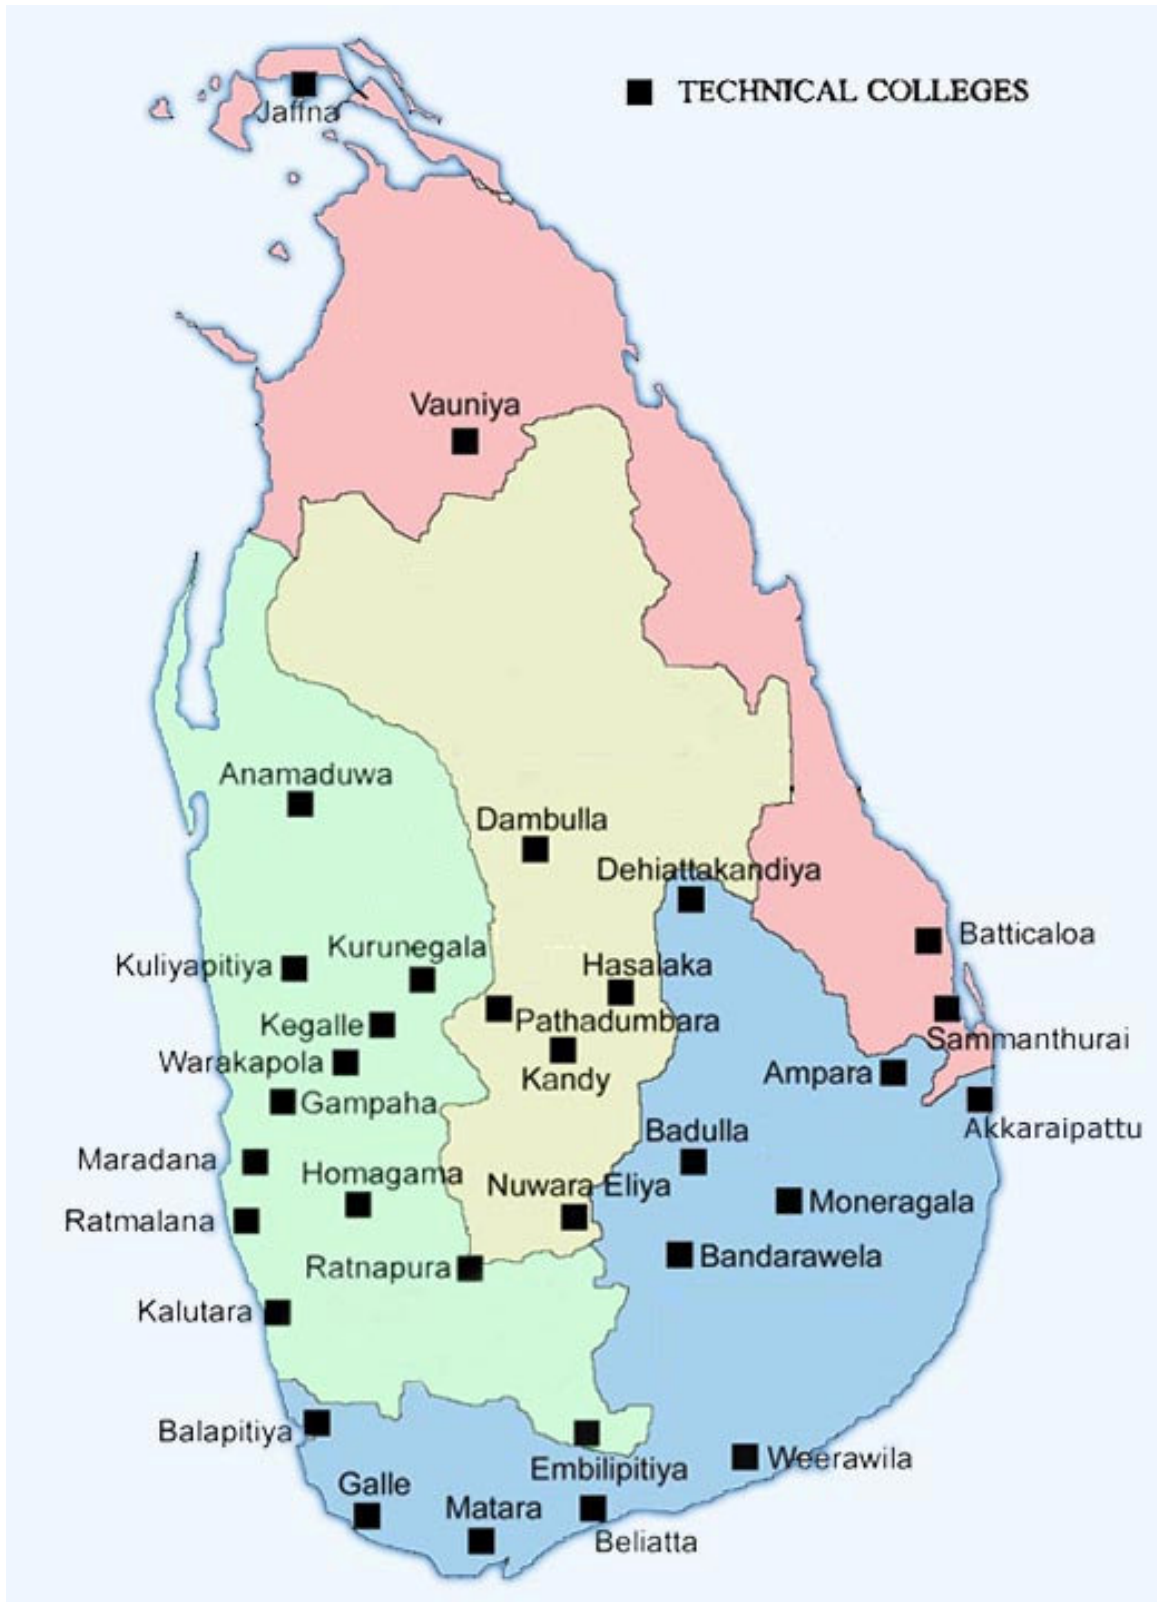 TECHNICAL COLLEGES
Jaffna
Vauniya
Anamaduwa
Dambulla
Dehiattakandiya
Batticaloa
Kurunegala
Kuliyapitiya
Hasalaka
Pathadumbara
Kegalle
Sammanthurai
Warakapola
Ampara
Kandy
Gampaha
Akkaraipattu
Badulla
Maradana
Homagama
Nuwara Eliya
Moneragala
Ratmalana
Bandarawela
Ratnapura
Kalutara
Balapitiya
Weerawila
Embilipitiya
Galle
Matara
Beliatta